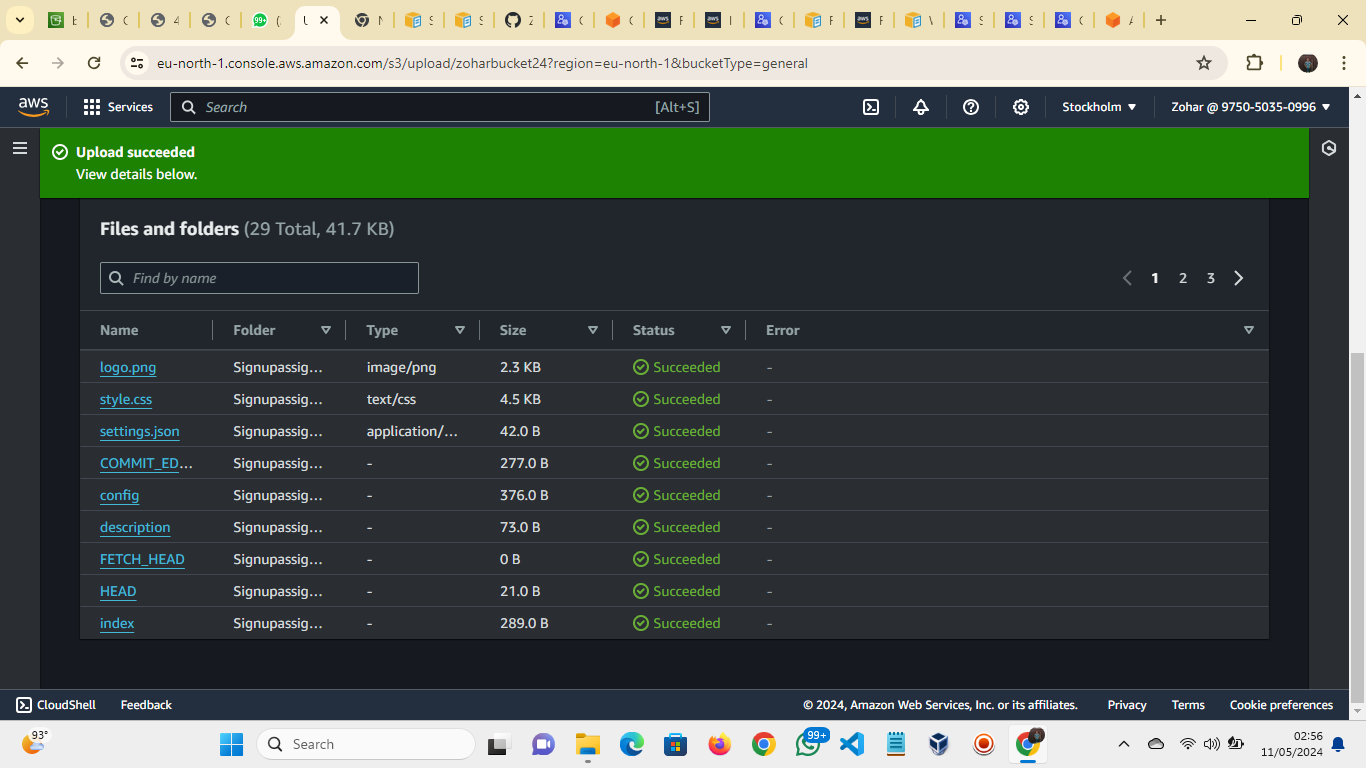 99+
eu-north-1.console.aws.amazon.com/s3/upload/zoharbucket24?region=eu-north-1&bucketType=general
aws Services Search [Alt+S] Stockholm Zohar @ 9750-5035-0996
Upload succeeded
View details below.
Files and folders (29 Total, 41.7 KB)
Find by name 1 2 3
Name Folder Type Size Status Error
logo.png Signupassig... image/png 2.3 KB Succeeded -
style.css Signupassig... text/css 4.5 KB Succeeded -
settings.json Signupassig... application/... 42.0 B Succeeded -
COMMIT_ED... Signupassig... - 277.0 B Succeeded -
config Signupassig... - 376.0 B Succeeded -
description Signupassig... - 73.0 B Succeeded -
FETCH_HEAD Signupassig... - 0 B Succeeded -
HEAD Signupassig... - 21.0 B Succeeded -
index Signupassig... - 289.0 B Succeeded -
CloudShell Feedback © 2024, Amazon Web Services, Inc. or its affiliates. Privacy Terms Cookie preferences
93° Search 99+ 02:56
11/05/2024